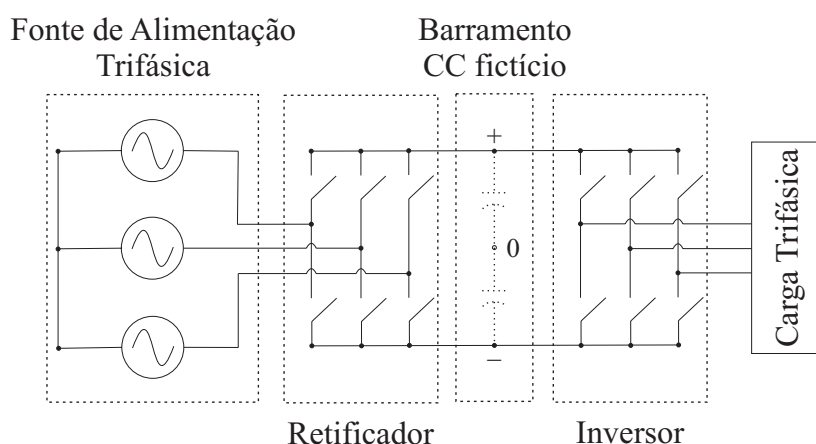 Fonte de Alimentação
Trifásica
Barramento
CC fictício
+
0
−
Carga Trifásica
Retificador
Inversor